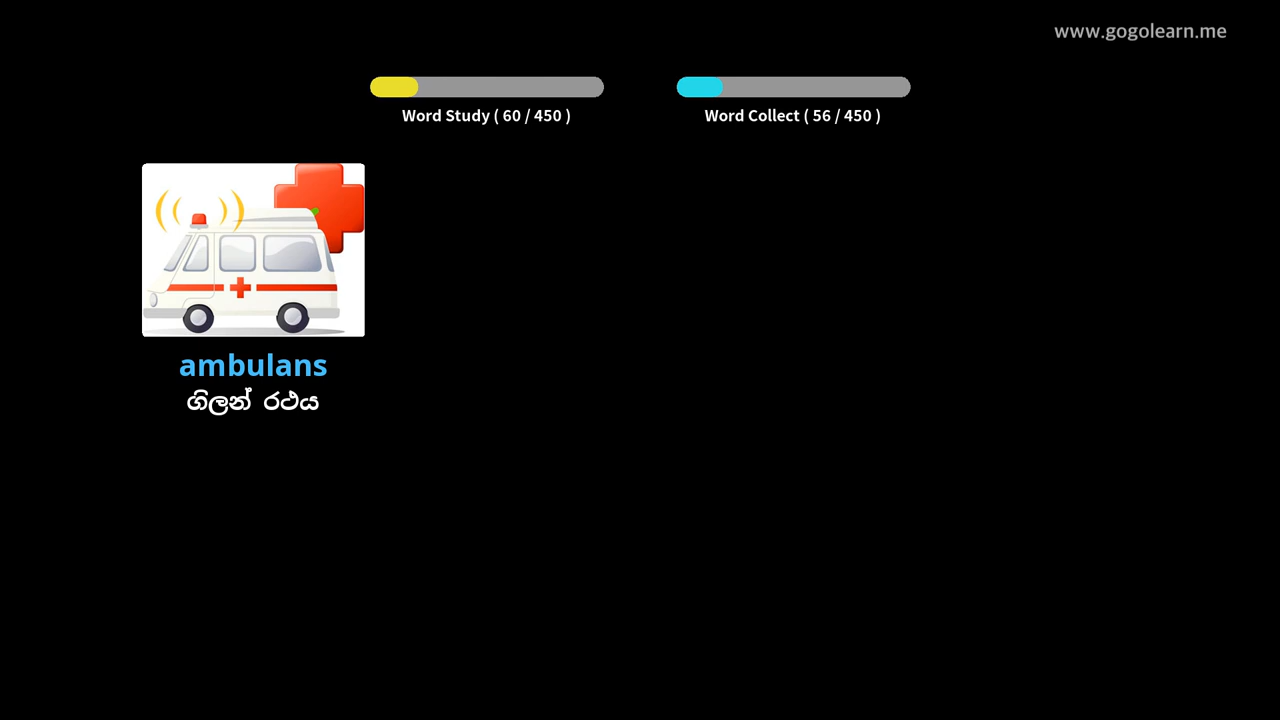 www.gogolearn.me
Word Study ( 60 / 450 )
Word Collect ( 56 / 450 )
ambulans
ගිලන් රථය